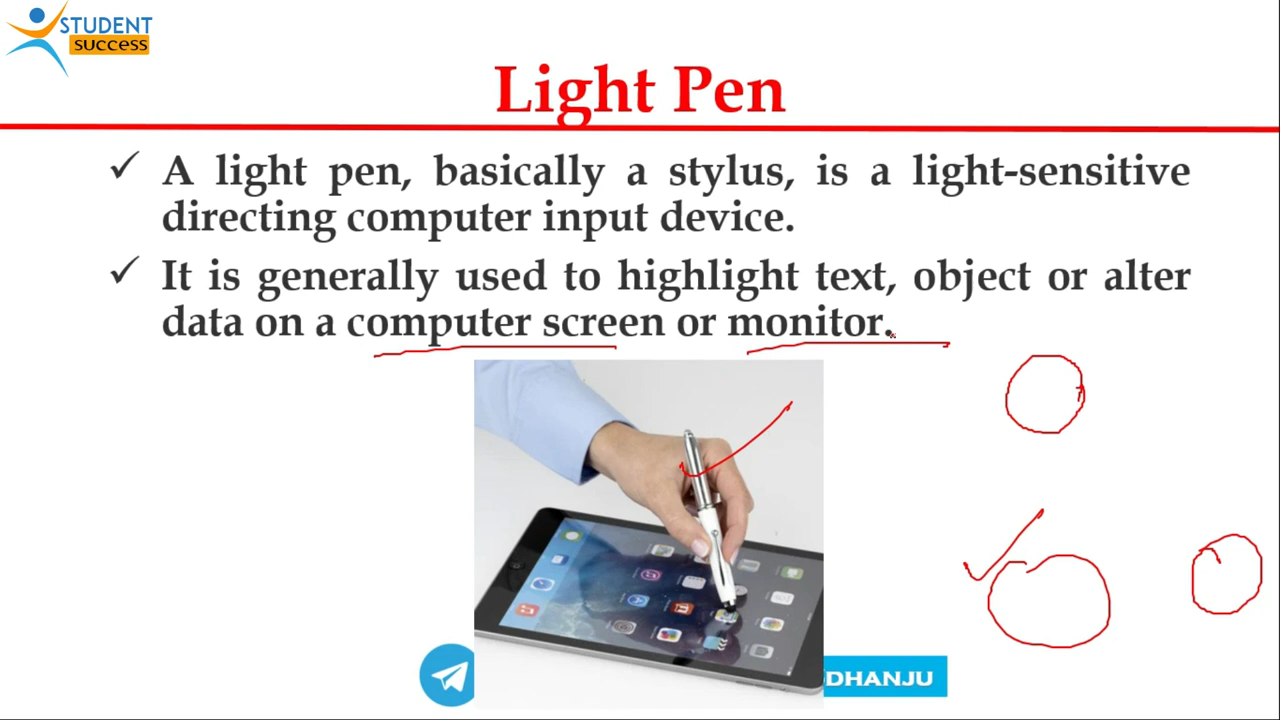 STUDENT
success
Light Pen
✓ A light pen, basically a stylus, is a light-sensitive
directing computer input device.
✓ It is generally used to highlight text, object or alter
data on a computer screen or monitor.
DHANJU